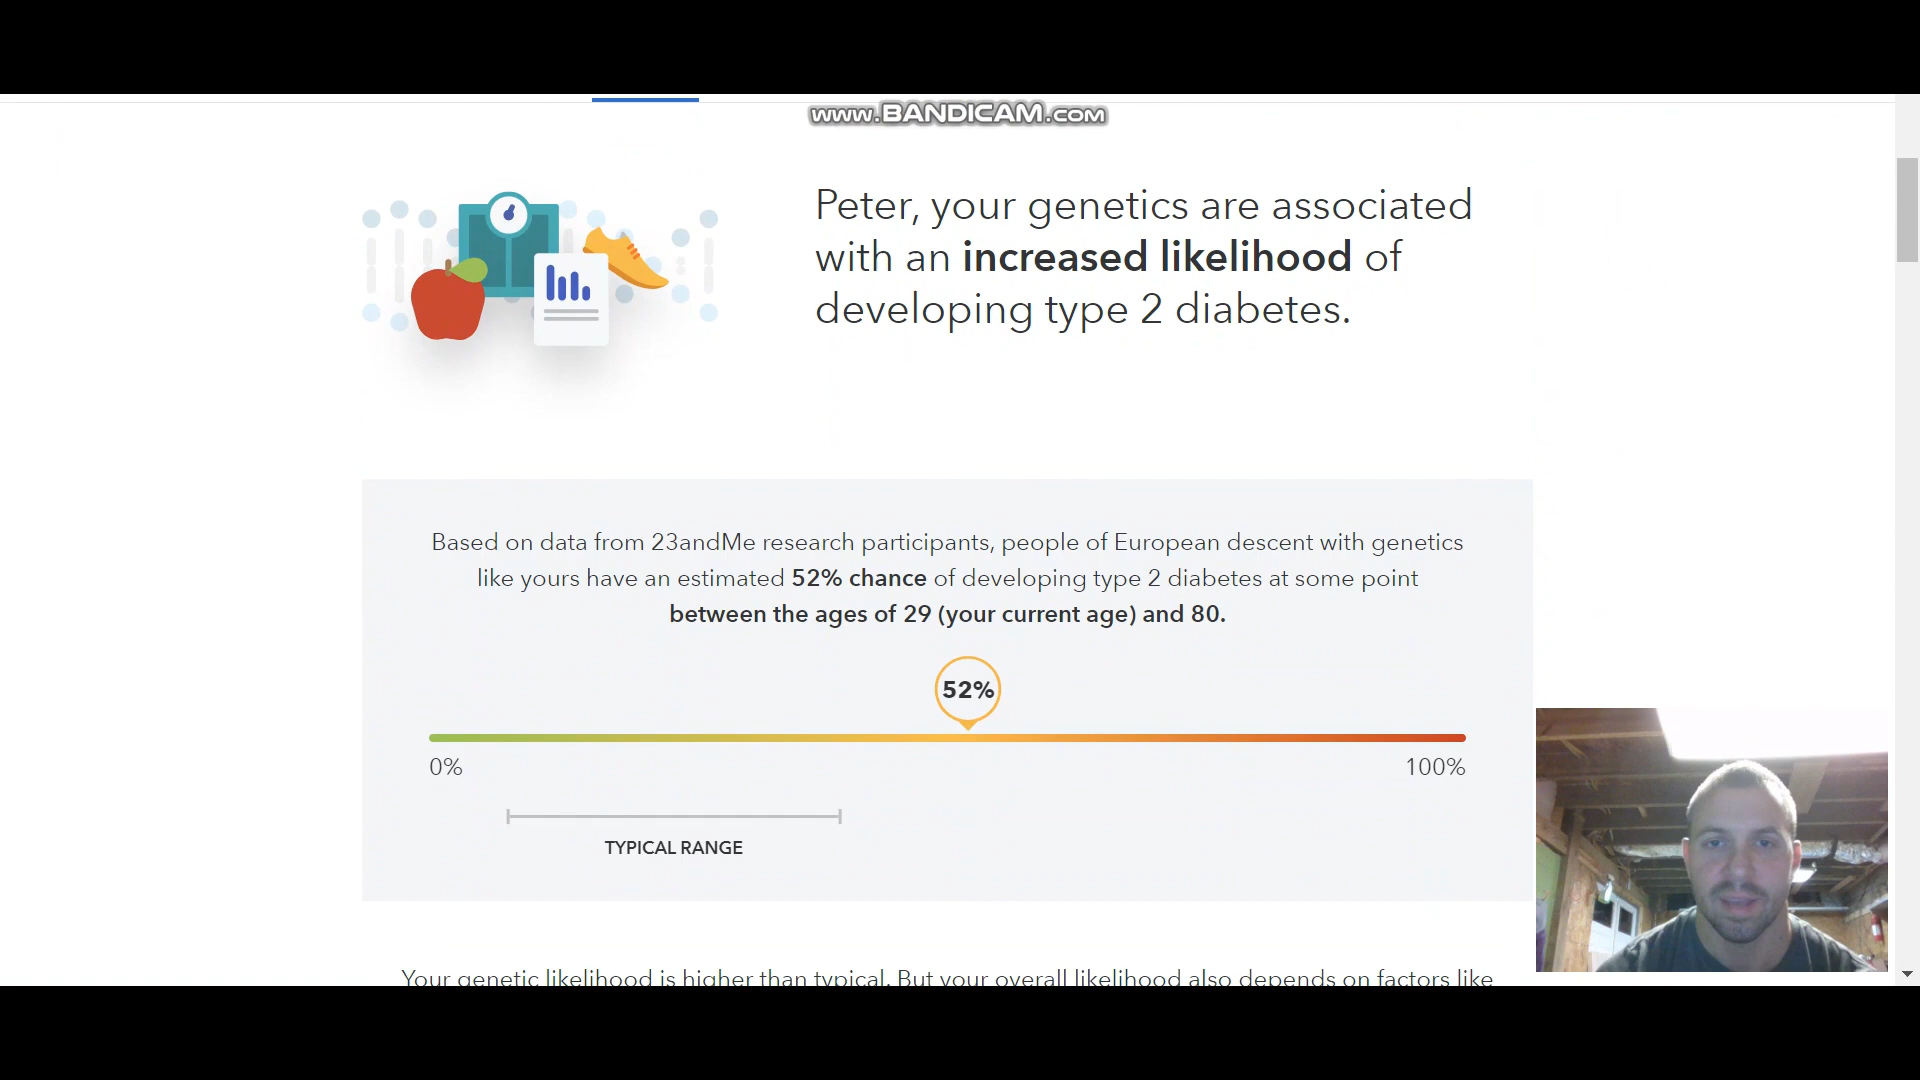 www.BANDICAM.com
Peter, your genetics are associated
with an increased likelihood of
developing type 2 diabetes.
Based on data from 23andMe research participants, people of European descent with genetics
like yours have an estimated 52% chance of developing type 2 diabetes at some point
between the ages of 29 (your current age) and 80.
52%
0%
100%
TYPICAL RANGE
Your genetic likelihood is higher than typical. But your overall likelihood also depends on factors like